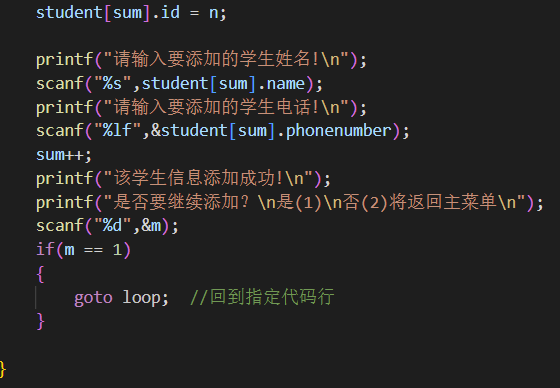 student[sum].id = n;
printf("请输入要添加的学生姓名!\n");
scanf("%s",student[sum].name);
printf("请输入要添加的学生电话!\n");
scanf("%lf",&student[sum].phonenumber);
sum++;
printf("该学生信息添加成功!\n");
printf("是否要继续添加？\n是(1)\n否(2)将返回主菜单\n");
scanf("%d",&m);
if(m == 1)
{
goto loop;  //回到指定代码行
}
}